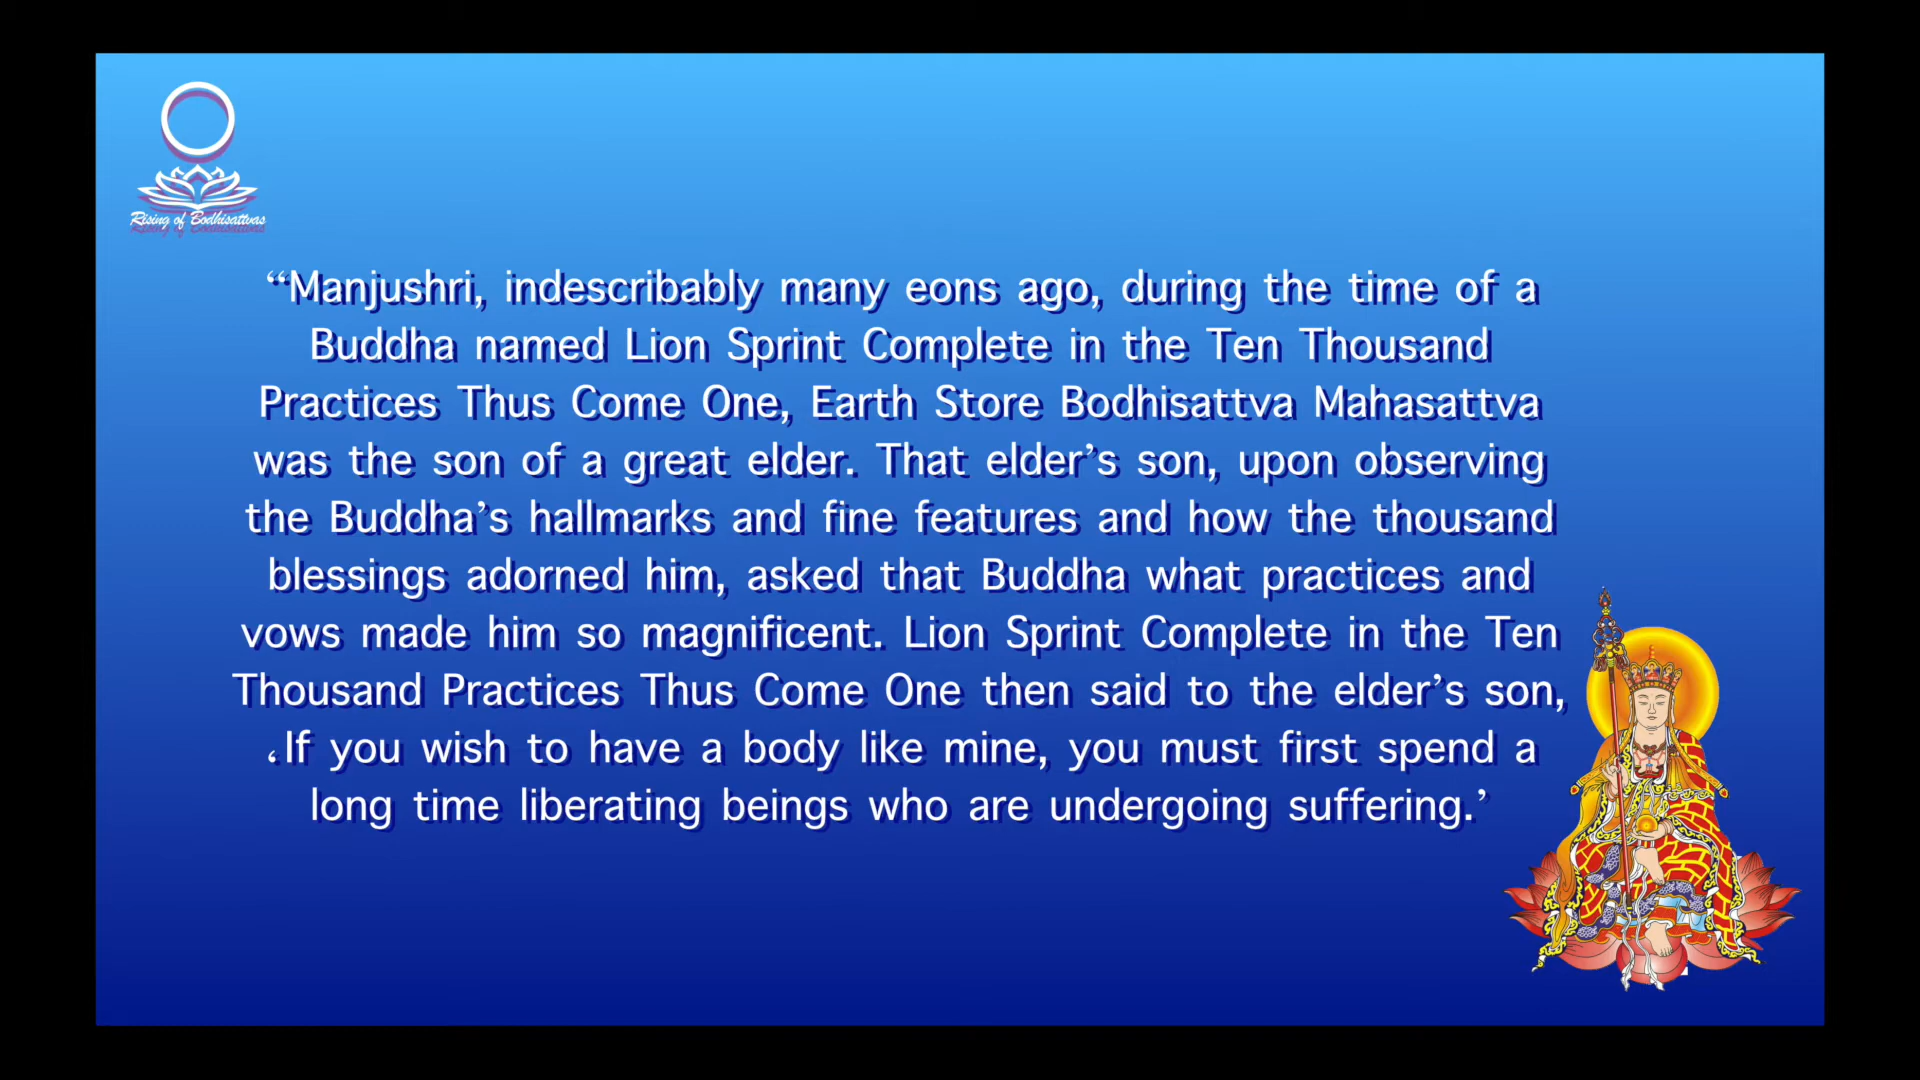 Rising of Bodhisattvas
“Manjushri, indescribably many eons ago, during the time of a
Buddha named Lion Sprint Complete in the Ten Thousand
Practices Thus Come One, Earth Store Bodhisattva Mahasattva
was the son of a great elder. That elder’s son, upon observing
the Buddha’s hallmarks and fine features and how the thousand
blessings adorned him, asked that Buddha what practices and
vows made him so magnificent. Lion Sprint Complete in the Ten
Thousand Practices Thus Come One then said to the elder’s son,
‘If you wish to have a body like mine, you must first spend a
long time liberating beings who are undergoing suffering.’